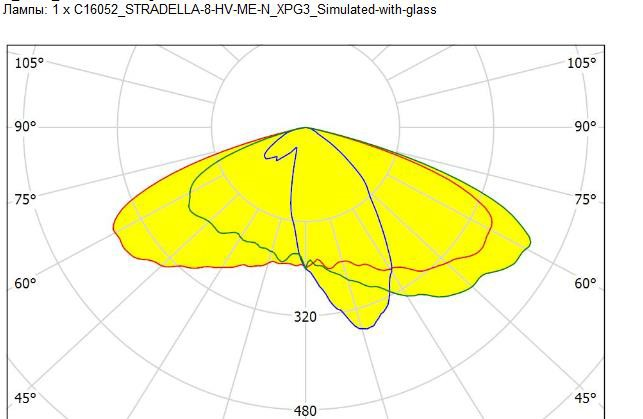 Лампы: 1 x C16052_STRADELLA-8-HV-ME-N_XPG3_Simulated-with-glass
105° 105°
90° 90°
75° 75°
60° 60°
320
45° 480 45°